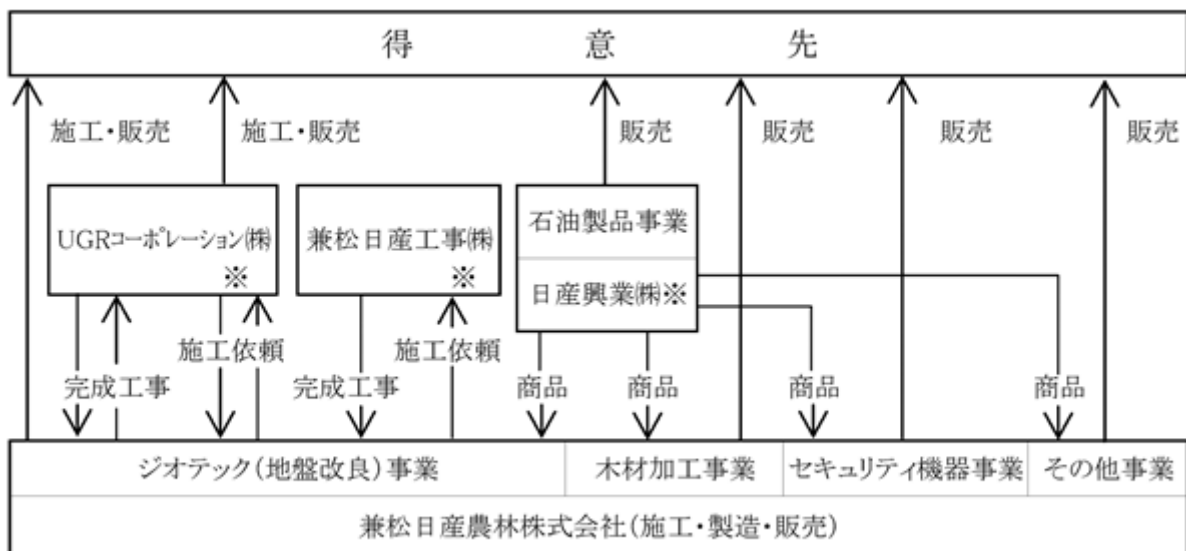 得意先
施工・販売
施工・販売
販売
販売
販売
販売
UGRコーポレーション㈱
※
兼松日産工事㈱
※
石油製品事業
日産興業㈱※
完成工事
施工依頼
完成工事
施工依頼
商品
商品
商品
商品
ジオテック(地盤改良)事業
木材加工事業
セキュリティ機器事業
その他事業
兼松日産農林株式会社(施工・製造・販売)